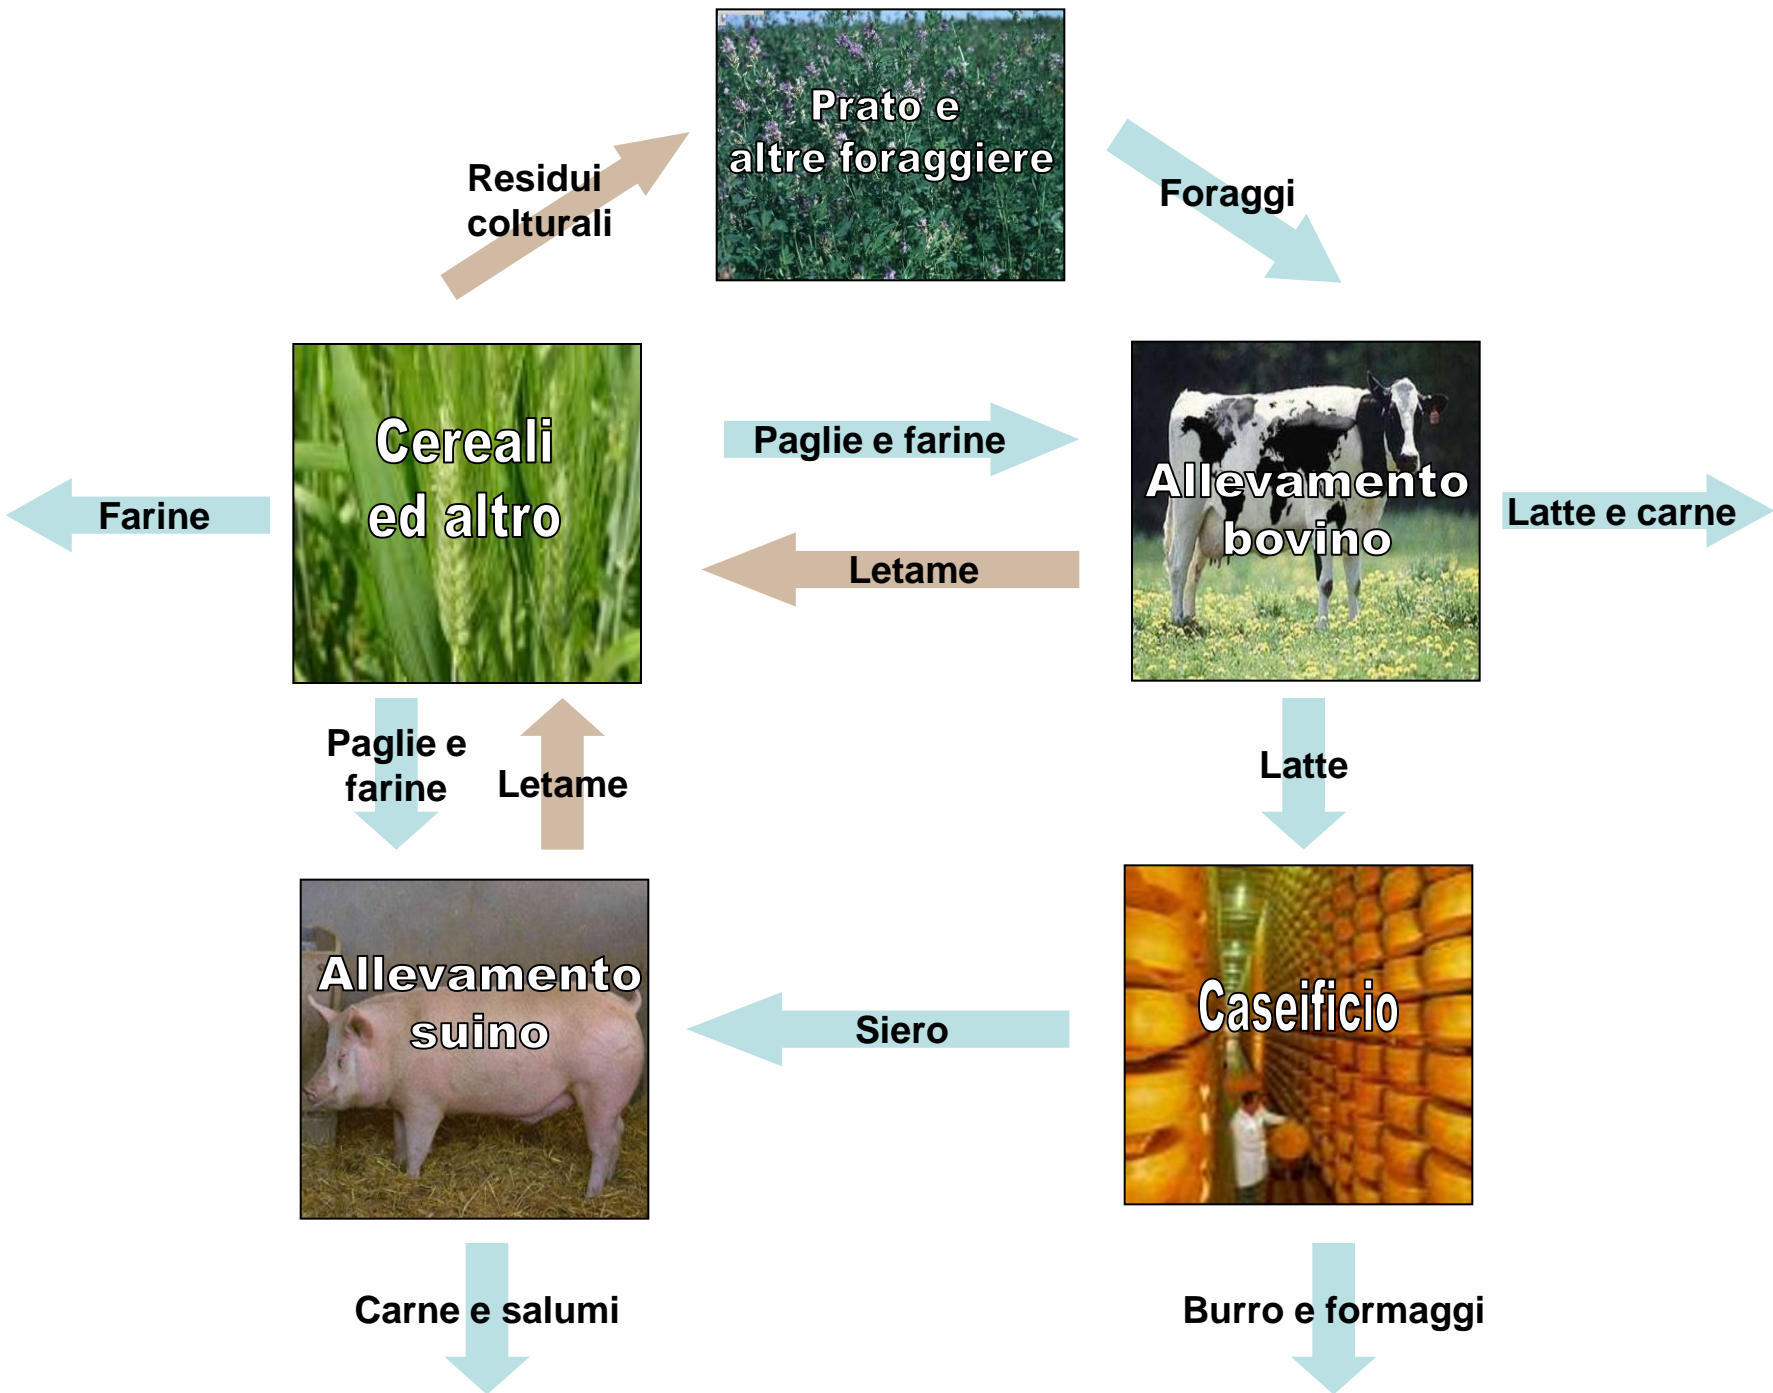 Prato e
altre foraggiere
Residui
colturali
Foraggi
Cereali
ed altro
Paglie e farine
Allevamento
bovino
Farine
Latte e carne
Letame
Paglie e
farine
Letame
Latte
Allevamento
suino
Siero
Caseificio
Carne e salumi
Burro e formaggi